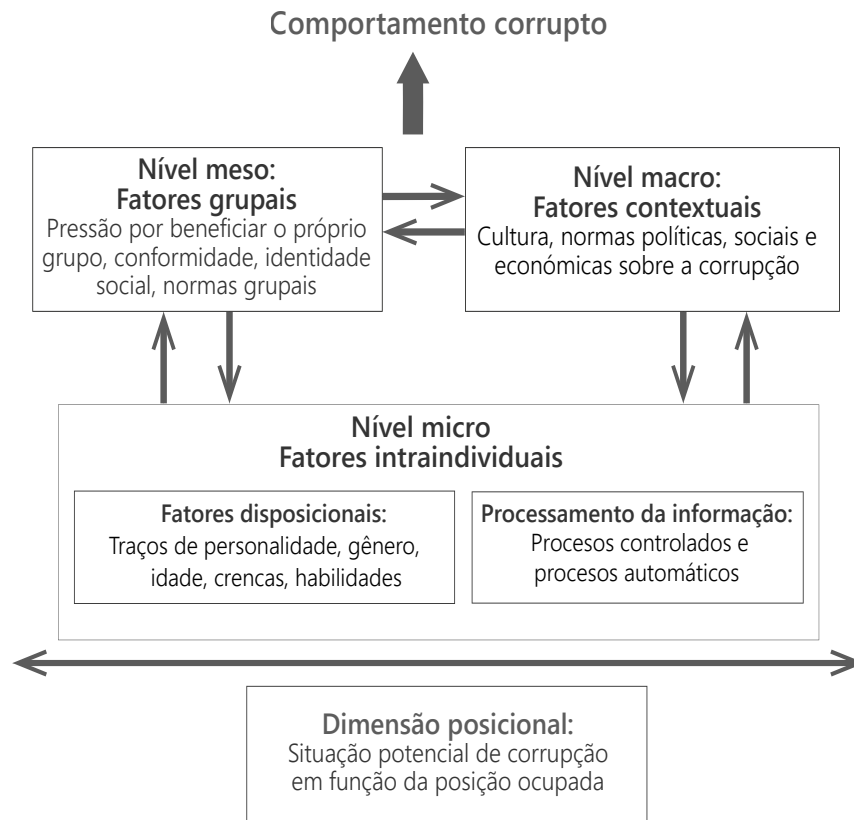 Comportamento corrupto
Nível meso:
Fatores grupais
Pressão por beneficiar o próprio
grupo, conformidade, identidade
social, normas grupais
Nível macro:
Fatores contextuais
Cultura, normas políticas, sociais e
económicas sobre a corrupção
Nível micro
Fatores intraindividuais
Fatores disposicionais:
Traços de personalidade, gênero,
idade, crencas, habilidades
Processamento da informação:
Procesos controlados e
procesos automáticos
Dimensão posicional:
Situação potencial de corrupção
em função da posição ocupada